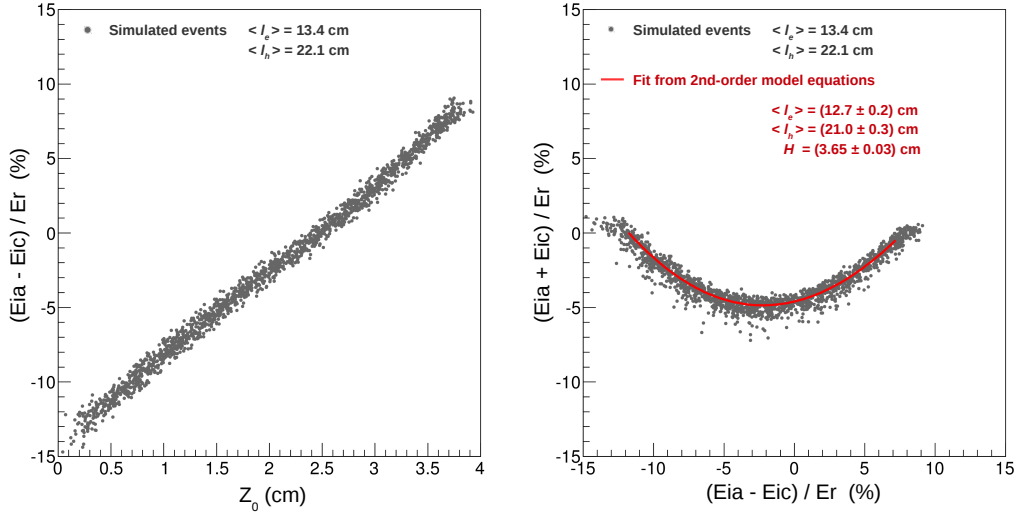 Simulated events < l_e > = 13.4 cm
< l_h > = 22.1 cm
(Eia - Eic) / Er (%)
15
10
5
0
-5
-10
-15
0 0.5 1 1.5 2 2.5 3 3.5 4
Z_0 (cm)
Simulated events < l_e > = 13.4 cm
< l_h > = 22.1 cm
Fit from 2nd-order model equations
< l_e > = (12.7 ± 0.2) cm
< l_h > = (21.0 ± 0.3) cm
H = (3.65 ± 0.03) cm
(Eia + Eic) / Er (%)
15
10
5
0
-5
-10
-15
-15 -10 -5 0 5 10 15
(Eia - Eic) / Er (%)